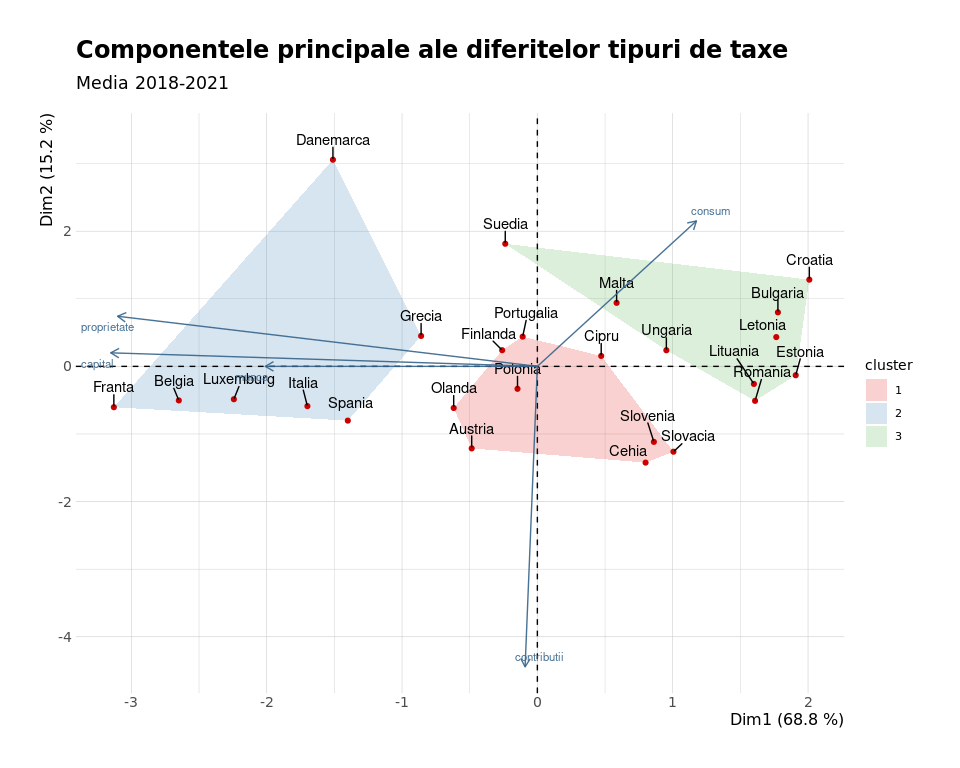 Componentele principale ale diferitelor tipuri de taxe
Media 2018-2021
Dim2 (15.2 %)
Danemarca
consum
2
Suedia
Croatia
Malta
Bulgaria
Grecia
Portugalia
proprietate
Finlanda
Cipru
Ungaria
Letonia
Lituania
Estonia
capital
0
Polonia
Romania
Franta
Belgia
Luxemburg
Italia
Olanda
Spania
Austria
Slovenia
Slovacia
Cehia
cluster
1
2
3
-2
-4
contributii
-3
-2
-1
0
1
2
Dim1 (68.8 %)